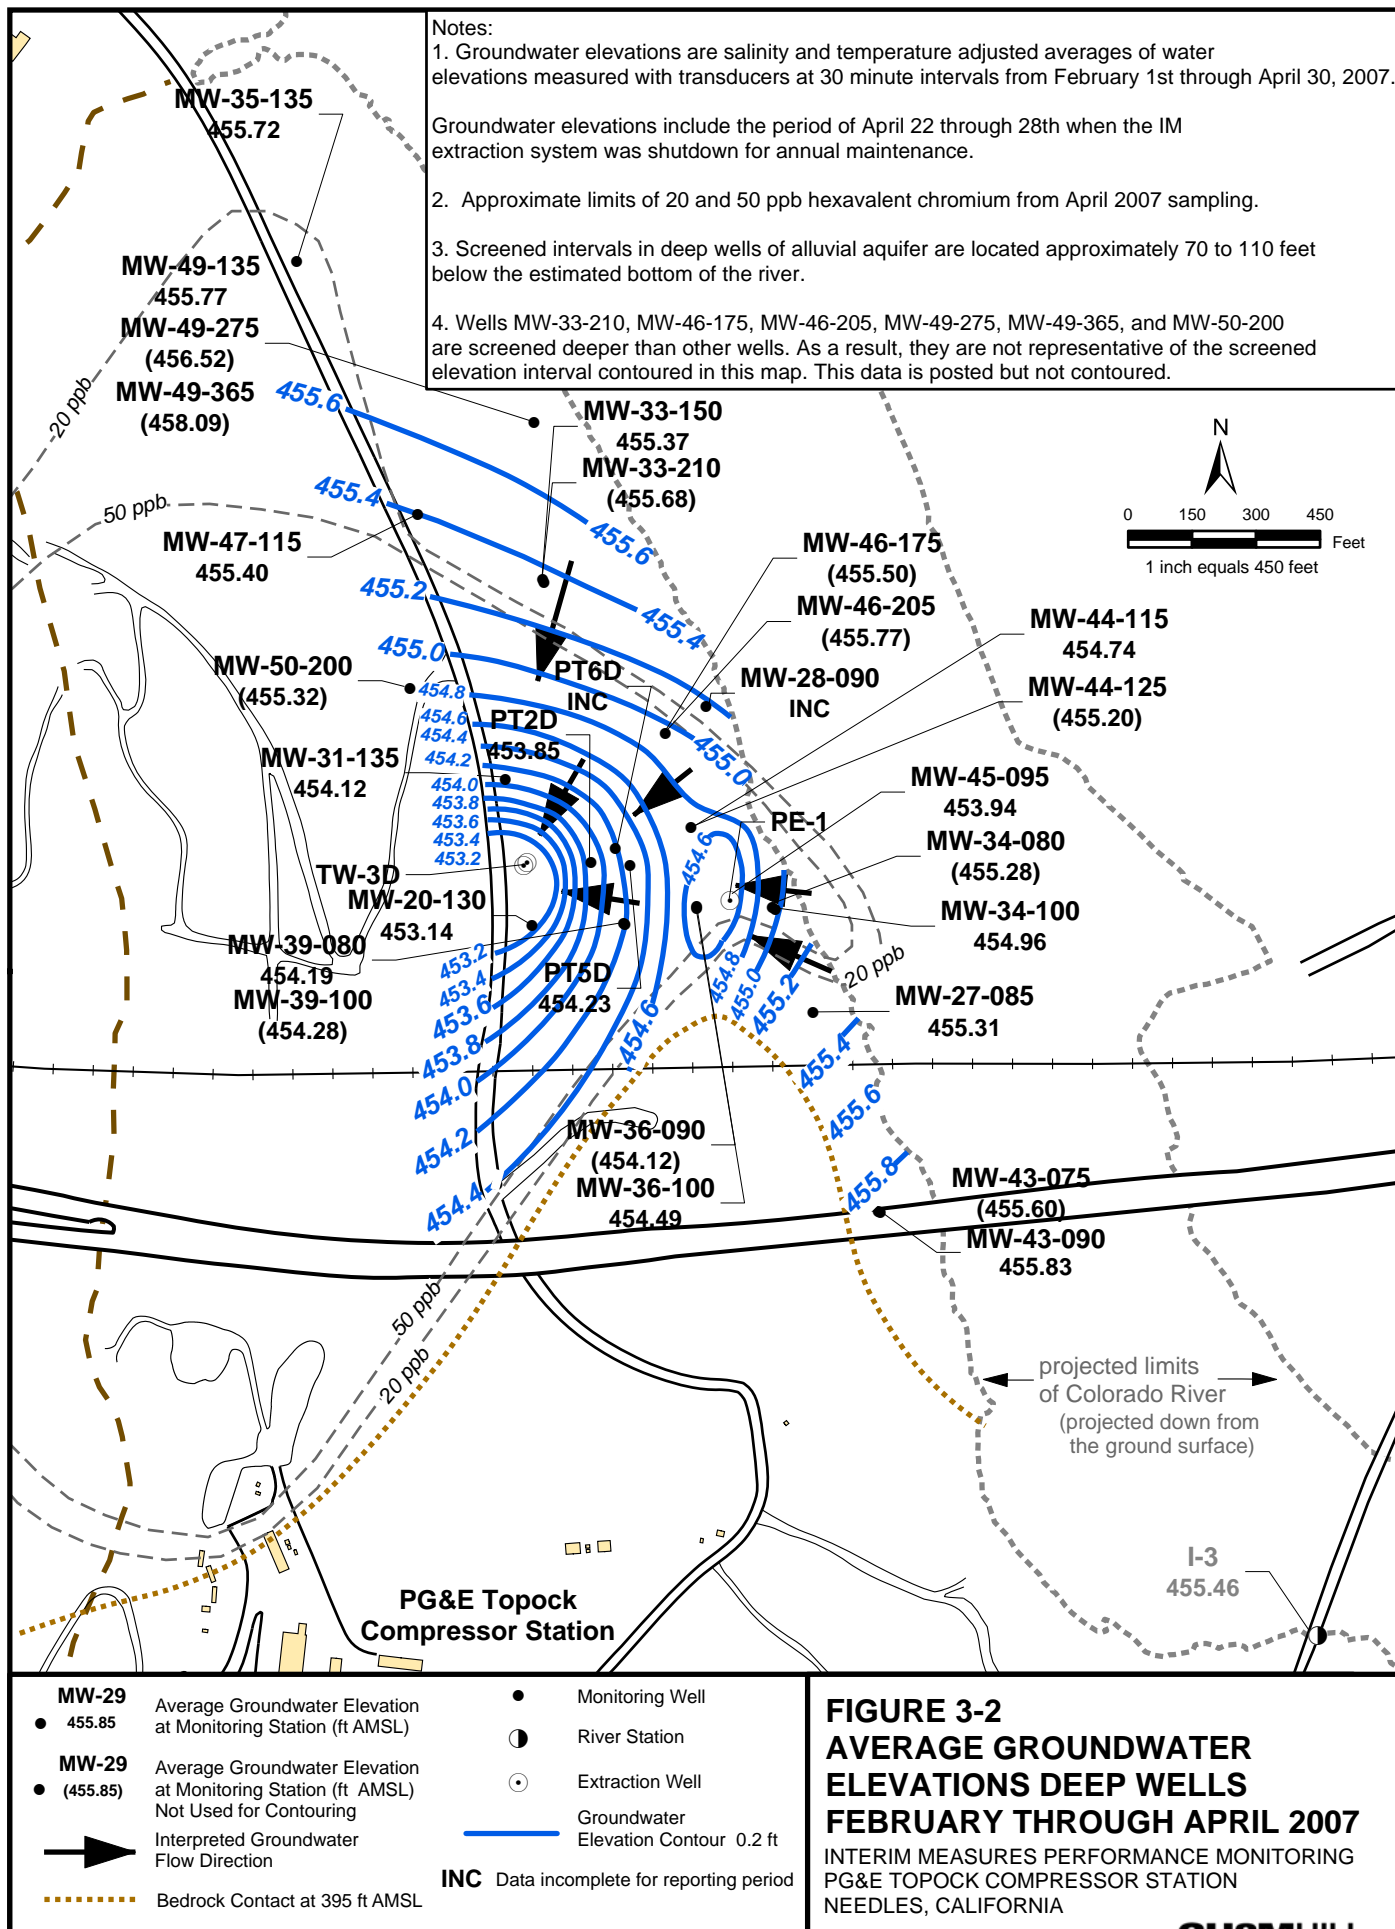 Notes:
1. Groundwater elevations are salinity and temperature adjusted averages of water
elevations measured with transducers at 30 minute intervals from February 1st through April 30, 2007.
Groundwater elevations include the period of April 22 through 28th when the IM
extraction system was shutdown for annual maintenance.
2. Approximate limits of 20 and 50 ppb hexavalent chromium from April 2007 sampling.
3. Screened intervals in deep wells of alluvial aquifer are located approximately 70 to 110 feet
below the estimated bottom of the river.
4. Wells MW-33-210, MW-46-175, MW-46-205, MW-49-275, MW-49-365, and MW-50-200
are screened deeper than other wells. As a result, they are not representative of the screened
elevation interval contoured in this map. This data is posted but not contoured.
MW-35-135
455.72
MW-49-135
455.77
MW-49-275
(456.52)
MW-49-365
(458.09)
20 ppb
455.6
MW-33-150
455.37
MW-33-210
(455.68)
N
0 150 300 450
Feet
1 inch equals 450 feet
455.4
50 ppb
455.6
MW-47-115
455.40
MW-46-175
(455.50)
MW-46-205
(455.77)
455.2
455.4
MW-44-115
454.74
455.0
MW-50-200
(455.32)
PT6D
INC
MW-28-090
INC
MW-44-125
(455.20)
454.8
454.6
454.4
454.2
454.0
453.8
453.6
453.4
453.2
PT2D
453.85
455.0
MW-31-135
454.12
MW-45-095
453.94
PE-1
454.6
MW-34-080
(455.28)
TW-3D
MW-20-130
453.14
MW-34-100
454.96
MW-39-080
454.19
MW-39-100
(454.28)
PT5D
454.23
453.2
453.4
453.6
453.8
454.0
454.2
454.4
454.6
454.8
455.0
455.2
20 ppb
MW-27-085
455.31
455.4
455.6
455.8
MW-36-090
(454.12)
MW-36-100
454.49
MW-43-075
(455.60)
MW-43-090
455.83
50 ppb
20 ppb
projected limits
of Colorado River
(projected down from
the ground surface)
I-3
455.46
PG&E Topock
Compressor Station
MW-29
455.85
Average Groundwater Elevation
at Monitoring Station (ft AMSL)
MW-29
(455.85)
Average Groundwater Elevation
at Monitoring Station (ft AMSL)
Not Used for Contouring
Interpreted Groundwater
Flow Direction
Bedrock Contact at 395 ft AMSL
Monitoring Well
River Station
Extraction Well
Groundwater
Elevation Contour 0.2 ft
INC Data incomplete for reporting period
FIGURE 3-2
AVERAGE GROUNDWATER
ELEVATIONS DEEP WELLS
FEBRUARY THROUGH APRIL 2007
INTERIM MEASURES PERFORMANCE MONITORING
PG&E TOPOCK COMPRESSOR STATION
NEEDLES, CALIFORNIA